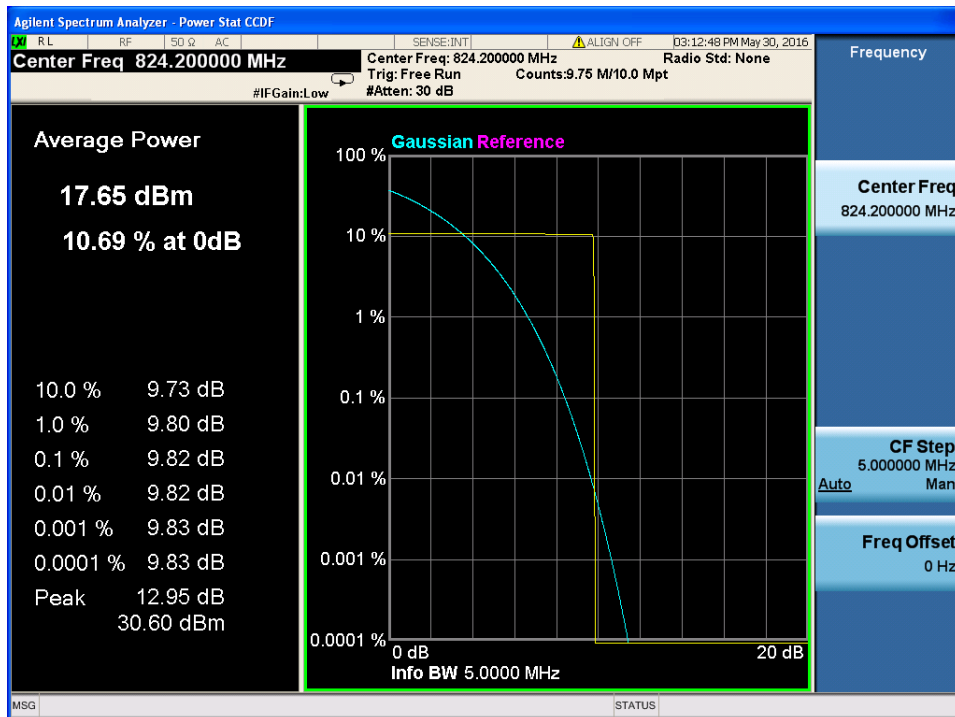 Agilent Spectrum Analyzer - Power Stat CCDF
LXI RL RF 50 Ω AC SENSE:INT ALIGN OFF 03:12:48 PM May 30, 2016
Center Freq 824.200000 MHz
#IFGain:Low
Center Freq: 824.200000 MHz Radio Std: None
Trig: Free Run Counts:9.75 M/10.0 Mpt
#Atten: 30 dB
Average Power
17.65 dBm
10.69 % at 0dB
10.0 % 9.73 dB
1.0 % 9.80 dB
0.1 % 9.82 dB
0.01 % 9.82 dB
0.001 % 9.83 dB
0.0001 % 9.83 dB
Peak 12.95 dB
30.60 dBm
Gaussian Reference
100 %
10 %
1 %
0.1 %
0.01 %
0.001 %
0.0001 %
0 dB 20 dB
Info BW 5.0000 MHz
Frequency
Center Freq
824.200000 MHz
CF Step
5.000000 MHz
Auto Man
Freq Offset
0 Hz
MSG STATUS